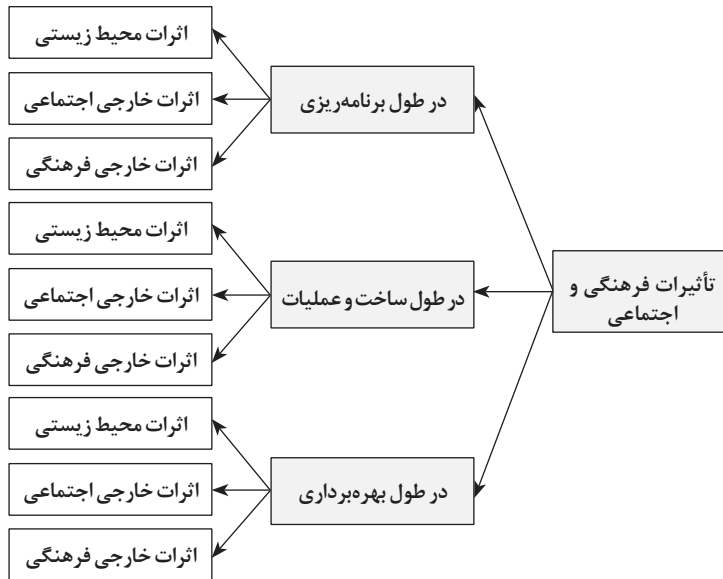 تأثیرات فرهنگی و
اجتماعی
در طول برنامه‌ریزی
اثرات محیط زیستی
اثرات خارجی اجتماعی
اثرات خارجی فرهنگی
در طول ساخت و عملیات
اثرات محیط زیستی
اثرات خارجی اجتماعی
اثرات خارجی فرهنگی
در طول بهره‌برداری
اثرات محیط زیستی
اثرات خارجی اجتماعی
اثرات خارجی فرهنگی